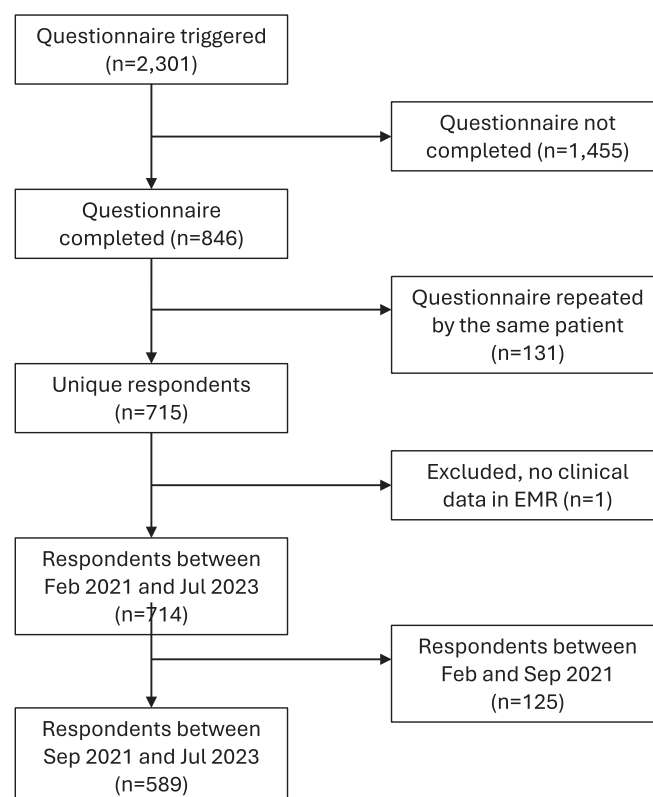 Questionnaire triggered
(n=2,301)
Questionnaire not
completed (n=1,455)
Questionnaire
completed (n=846)
Questionnaire repeated
by the same patient
(n=131)
Unique respondents
(n=715)
Excluded, no clinical
data in EMR (n=1)
Respondents between
Feb 2021 and Jul 2023
(n=714)
Respondents between
Feb and Sep 2021
(n=125)
Respondents between
Sep 2021 and Jul 2023
(n=589)